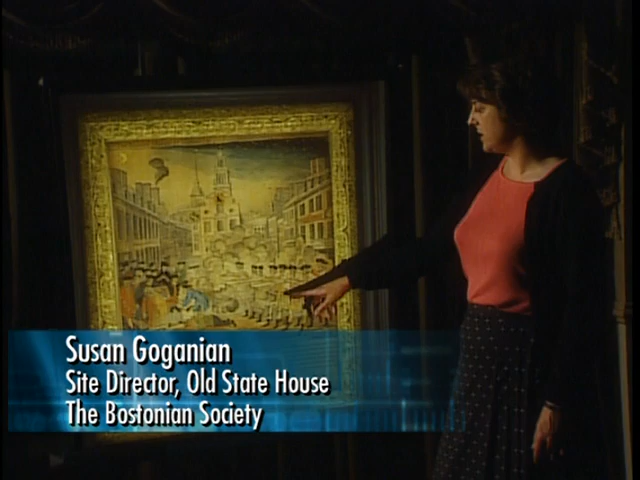 Susan Goganian
Site Director, Old State House
The Bostonian Society